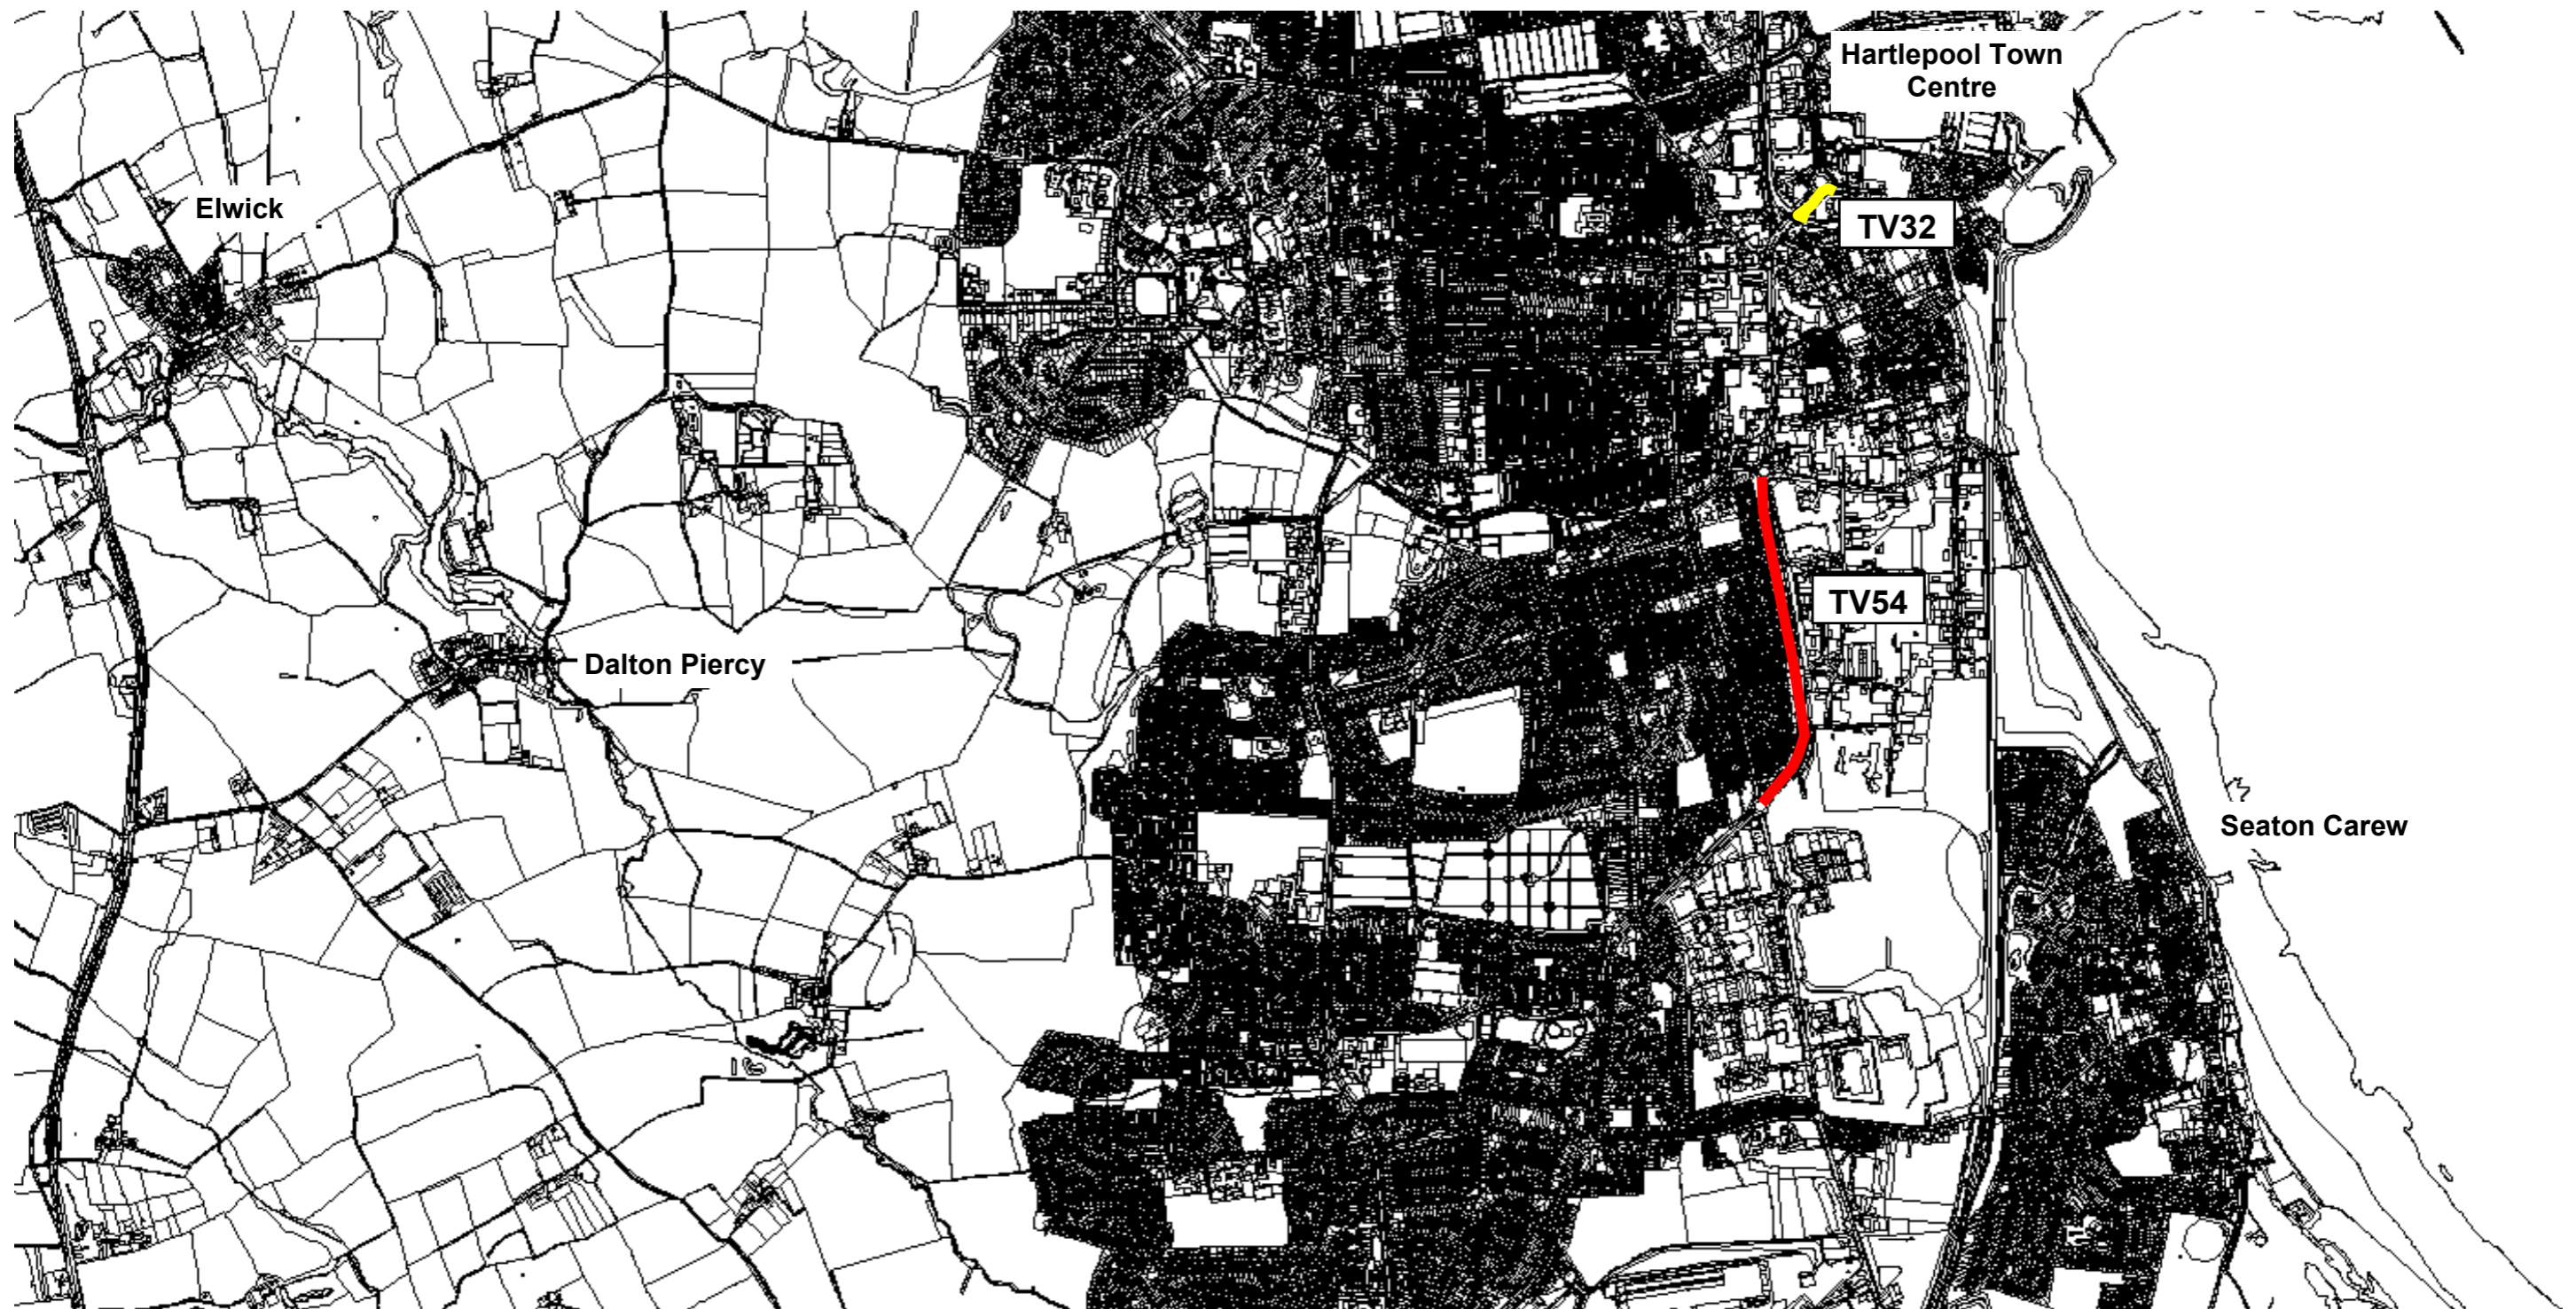 Hartlepool Town
Centre
Elwick
TV32
TV54
Dalton Piercy
Seaton Carew